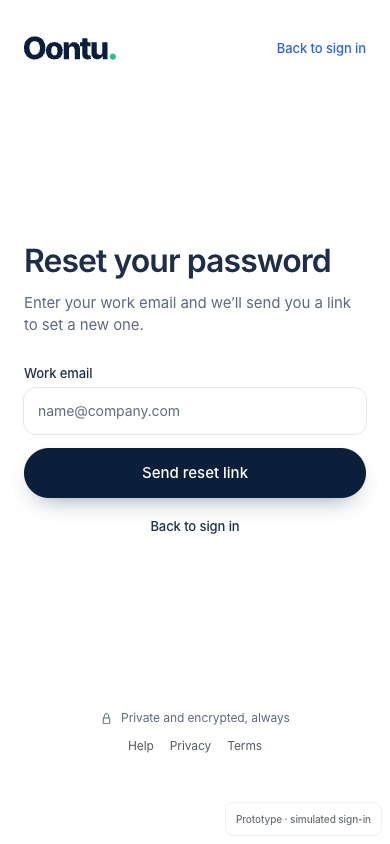 Oontu.
Back to sign in
Reset your password
Enter your work email and we’ll send you a link
to set a new one.
Work email
name@company.com
Send reset link
Back to sign in
Private and encrypted, always
Help Privacy Terms
Prototype · simulated sign-in